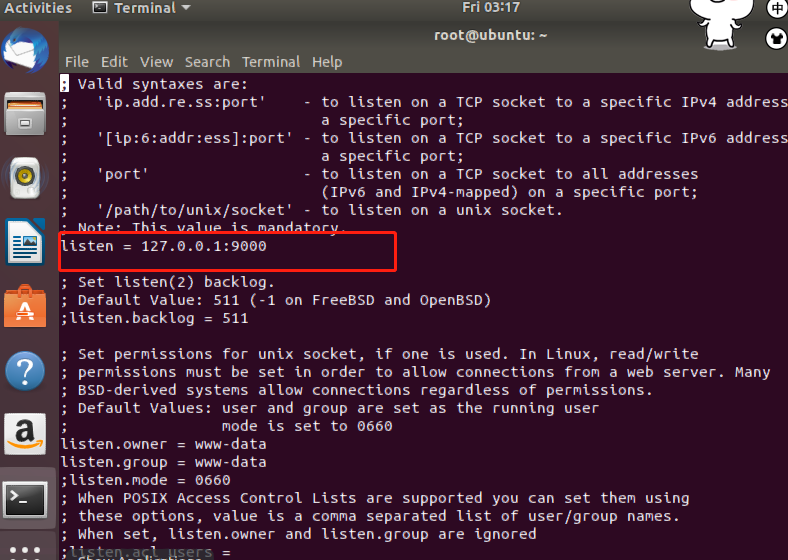 Activities
Terminal
Fri 03:17
中
root@ubuntu: ~
File Edit View Search Terminal Help
; Valid syntaxes are:
;   'ip.add.re.ss:port'    - to listen on a TCP socket to a specific IPv4 address
;                            a specific port;
;   '[ip:6:addr:ess]:port' - to listen on a TCP socket to a specific IPv6 address
;                            a specific port;
;   'port'                 - to listen on a TCP socket to all addresses
;                            (IPv6 and IPv4-mapped) on a specific port;
;   '/path/to/unix/socket' - to listen on a unix socket.
; Note: This value is mandatory.
listen = 127.0.0.1:9000
; Set listen(2) backlog.
; Default Value: 511 (-1 on FreeBSD and OpenBSD)
;listen.backlog = 511
; Set permissions for unix socket, if one is used. In Linux, read/write
; permissions must be set in order to allow connections from a web server. Many
; BSD-derived systems allow connections regardless of permissions.
; Default Values: user and group are set as the running user
;                 mode is set to 0660
listen.owner = www-data
listen.group = www-data
;listen.mode = 0660
; When POSIX Access Control Lists are supported you can set them using
; these options, value is a comma separated list of user/group names.
; When set, listen.owner and listen.group are ignored
;listen.acl_users =
Show Applications